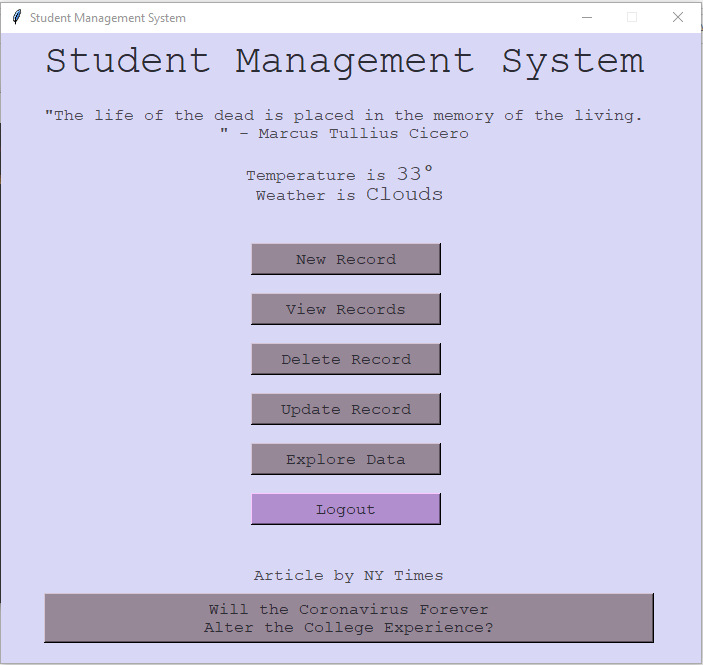 Student Management System
Student Management System
"The life of the dead is placed in the memory of the living.
" - Marcus Tullius Cicero
Temperature is 33°
Weather is Clouds
New Record
View Records
Delete Record
Update Record
Explore Data
Logout
Article by NY Times
Will the Coronavirus Forever
Alter the College Experience?